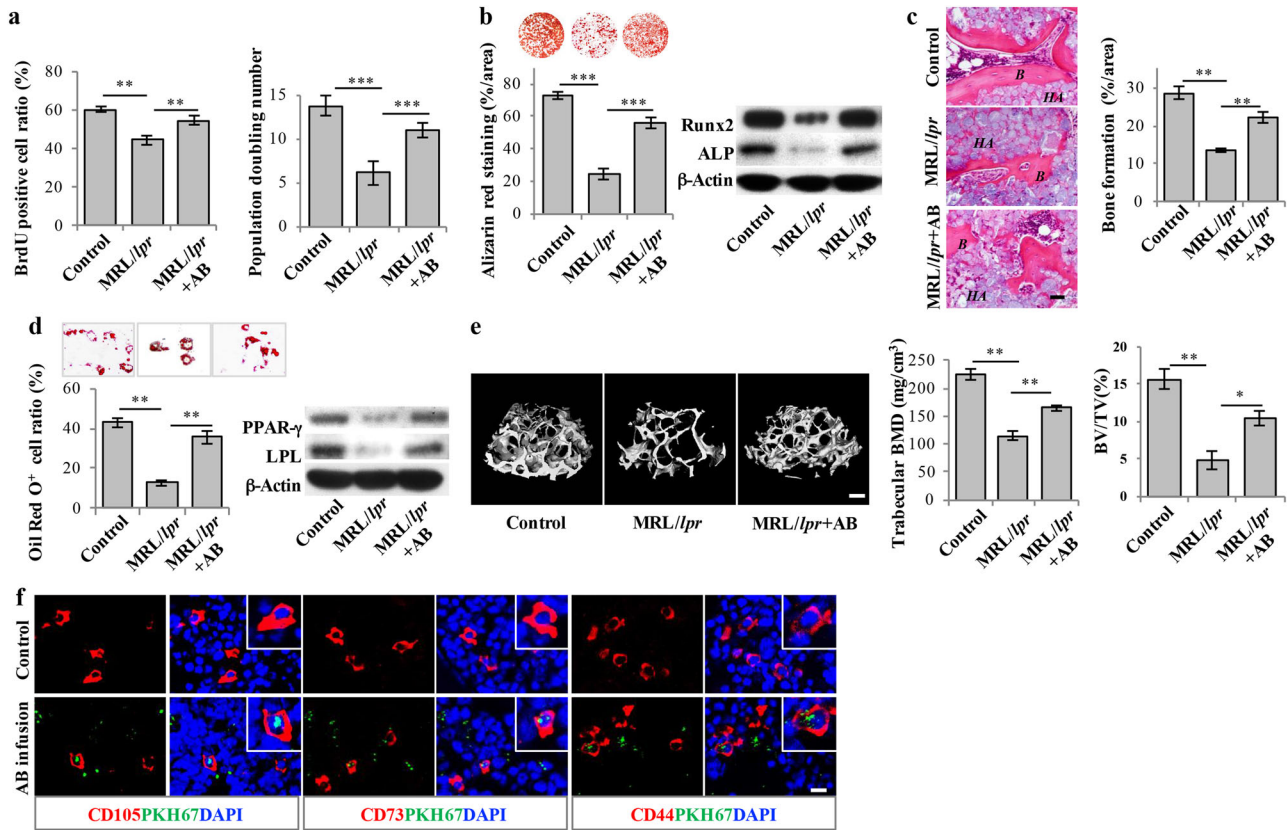 a
BrdU positive cell ratio (%)
80
60
40
20
0
**
**
Control
MRL/lpr
MRL/lpr
+AB
Population doubling number
15
10
5
0
***
***
Control
MRL/lpr
MRL/lpr
+AB
b
Alizarin red staining (%/area)
80
60
40
20
0
***
***
Control
MRL/lpr
MRL/lpr
+AB
Runx2
ALP
β-Actin
Control
MRL/lpr
MRL/lpr
+AB
c
Control
MRL/lpr
MRL/lpr+AB
B
HA
HA
B
B
HA
Bone formation (%/area)
30
20
10
0
**
**
Control
MRL/lpr
MRL/lpr
+AB
d
Oil Red O⁺ cell ratio (%)
60
40
20
0
**
**
Control
MRL/lpr
MRL/lpr
+AB
PPAR-γ
LPL
β-Actin
Control
MRL/lpr
MRL/lpr
+AB
e
Control
MRL/lpr
MRL/lpr+AB
Trabecular BMD (mg/cm³)
250
200
150
100
50
0
**
**
Control
MRL/lpr
MRL/lpr
+AB
BV/TV(%)
20
15
10
5
0
**
*
Control
MRL/lpr
MRL/lpr
+AB
f
Control
AB infusion
CD105PKH67DAPI
CD73PKH67DAPI
CD44PKH67DAPI